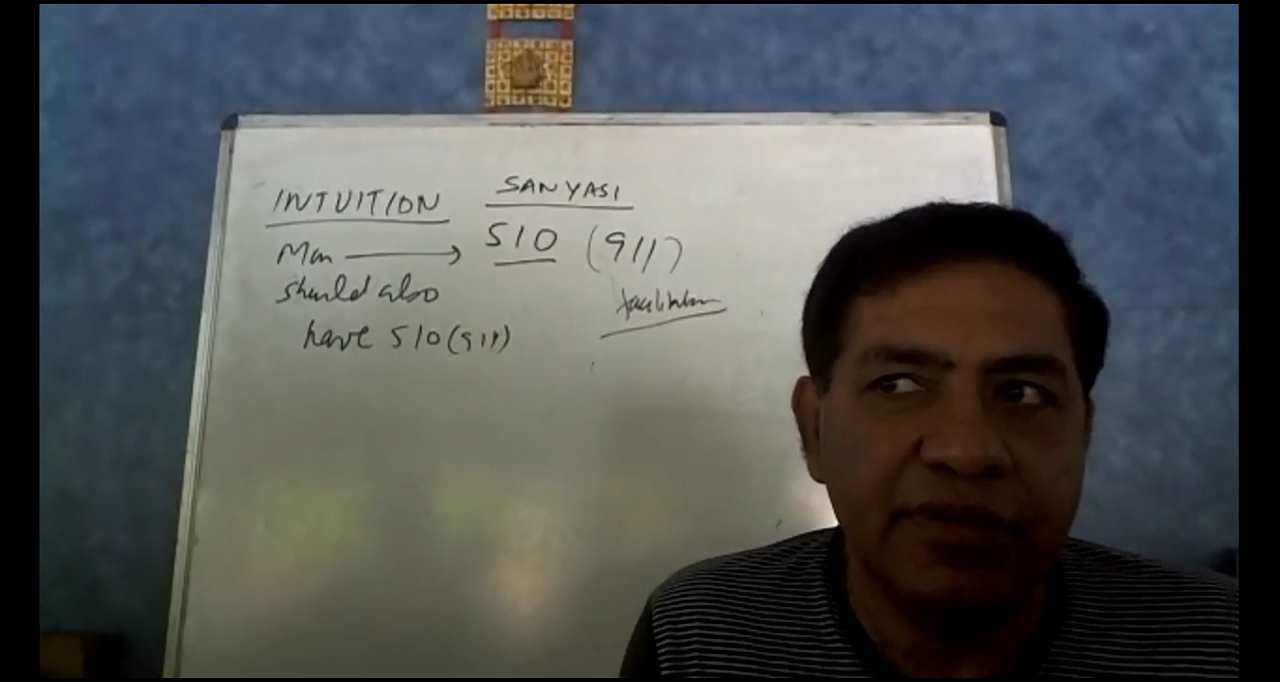 INTUITION
SANYASI
Man → 510 (911)
should also
have 510 (911)